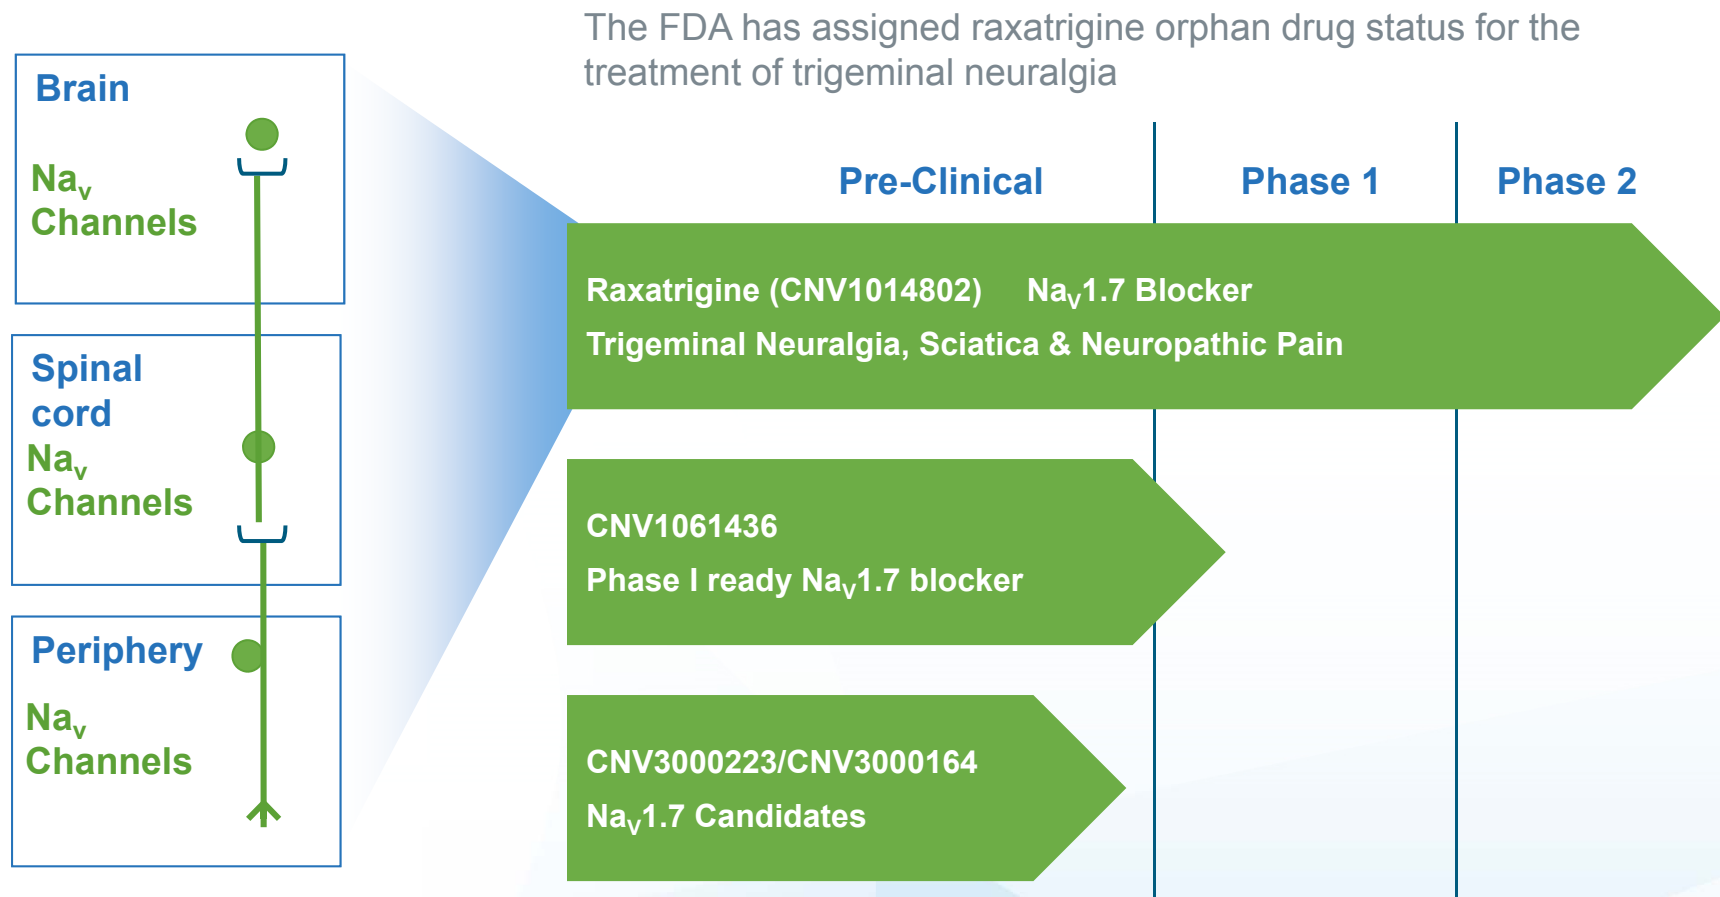 The FDA has assigned raxatrigine orphan drug status for the
treatment of trigeminal neuralgia
Brain
Nav
Channels
Spinal
cord
Nav
Channels
Periphery
Nav
Channels
Pre-Clinical
Phase 1
Phase 2
Raxatrigine (CNV1014802) NaV1.7 Blocker
Trigeminal Neuralgia, Sciatica & Neuropathic Pain
CNV1061436
Phase I ready NaV1.7 blocker
CNV3000223/CNV3000164
NaV1.7 Candidates